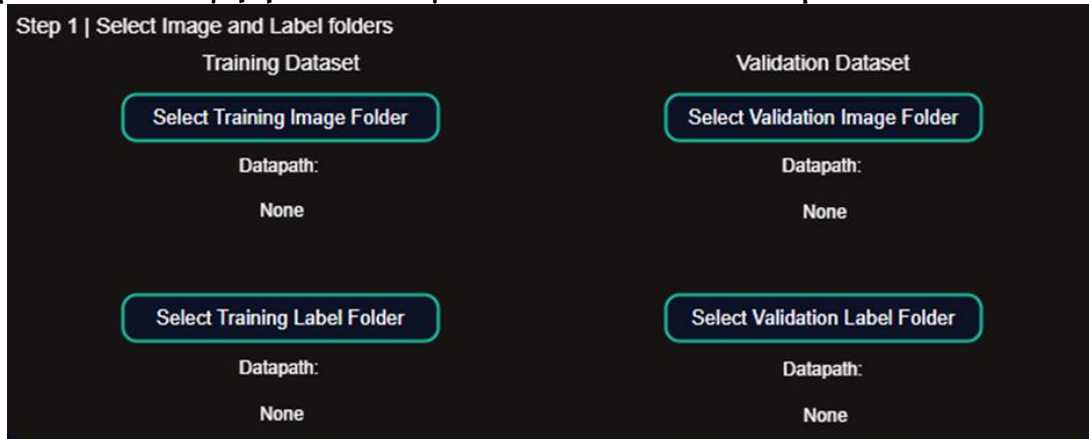 Step 1 | Select Image and Label folders
Training Dataset
Validation Dataset
Select Training Image Folder
Select Validation Image Folder
Datapath:
Datapath:
None
None
Select Training Label Folder
Select Validation Label Folder
Datapath:
Datapath:
None
None